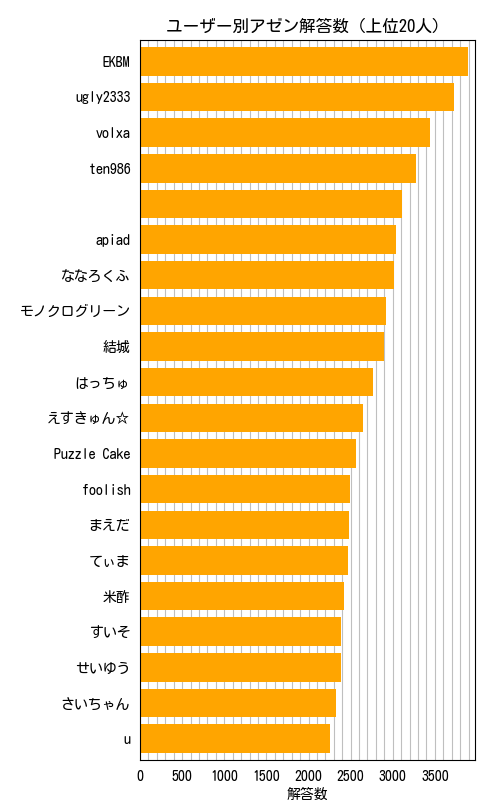 ユーザー別アゼン解答数 (上位20人)
EKBM
ugly2333
volxa
ten986
apiad
ななろくふ
モノクログリーン
結城
はっちゅ
えすきゅん☆
Puzzle Cake
foolish
まえだ
てぃま
米酢
すいそ
せいゆう
さいちゃん
u
0 500 1000 1500 2000 2500 3000 3500
解答数